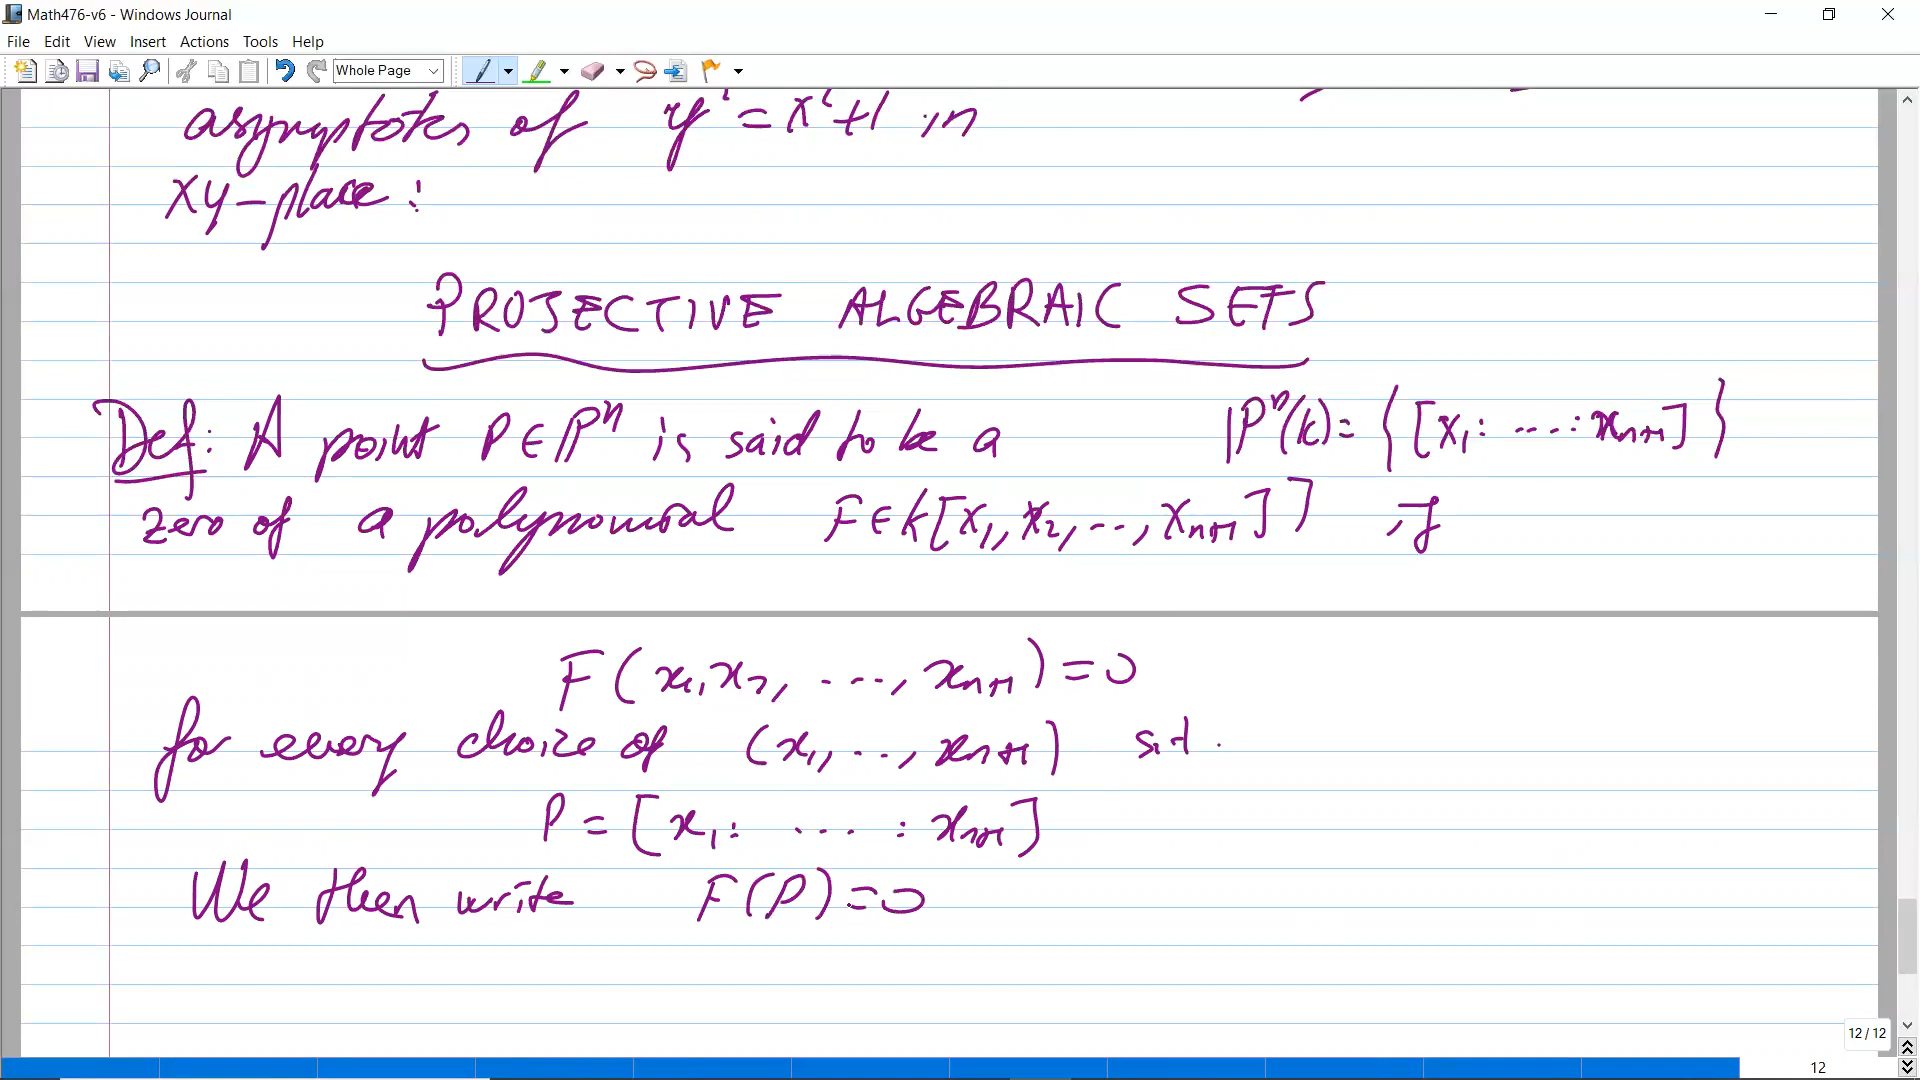 Math476-v6 - Windows Journal
File Edit View Insert Actions Tools Help
Whole Page
asymptotes of y²=x²+1 in
xy-place:
PROJECTIVE ALGEBRAIC SETS
Def: A point P∈ℙⁿ is said to be a
ℙⁿ(k)= { [x₁: ....: xₙ₊₁] }
zero of a polynomial F∈k[x₁, x₂, ..., xₙ₊₁] ] if
F(x₁, x₂, ..., xₙ₊₁)=0
for every choice of (x₁, ..., xₙ₊₁) s.t.
P = [x₁: ... : xₙ₊₁]
We then write F(P)=0
12 / 12
12